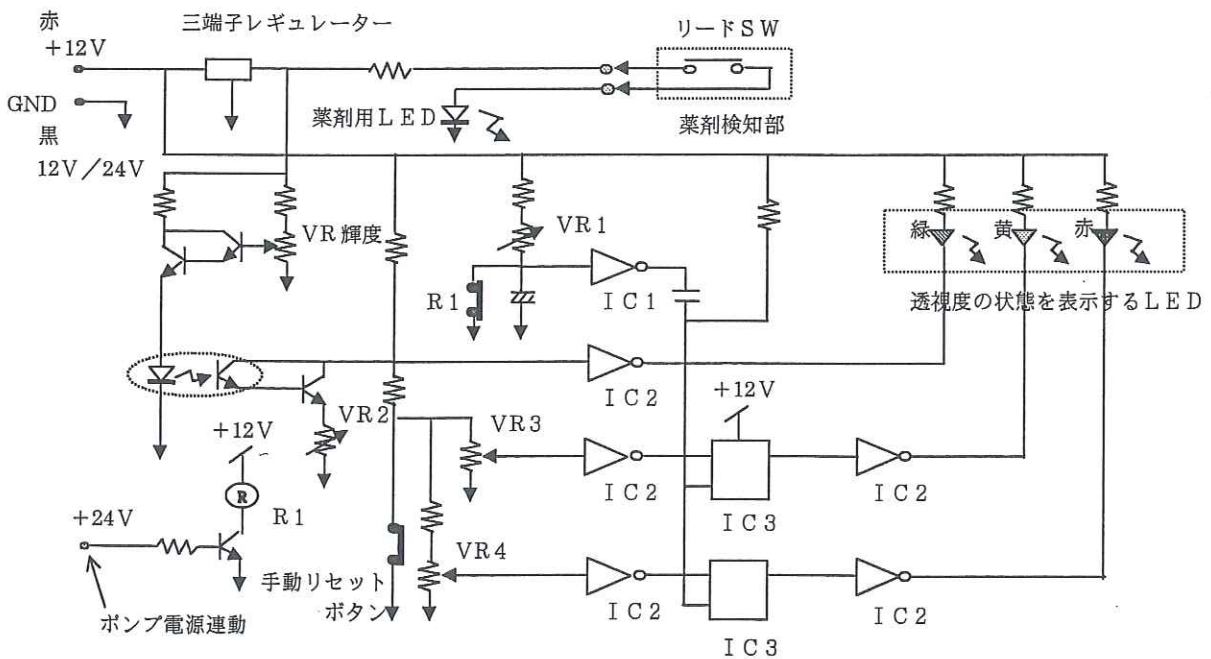 赤
+12V
三端子レギュレーター
リードSW
GND
黒
12V/24V
薬剤用LED
薬剤検知部
VR輝度
VR1
R1
IC1
緑
黄
赤
透視度の状態を表示するLED
IC2
+12V
VR2
+12V
VR3
R
R1
IC2
IC3
IC2
+24V
VR4
手動リセット
ボタン
ポンプ電源連動
IC2
IC3
IC2